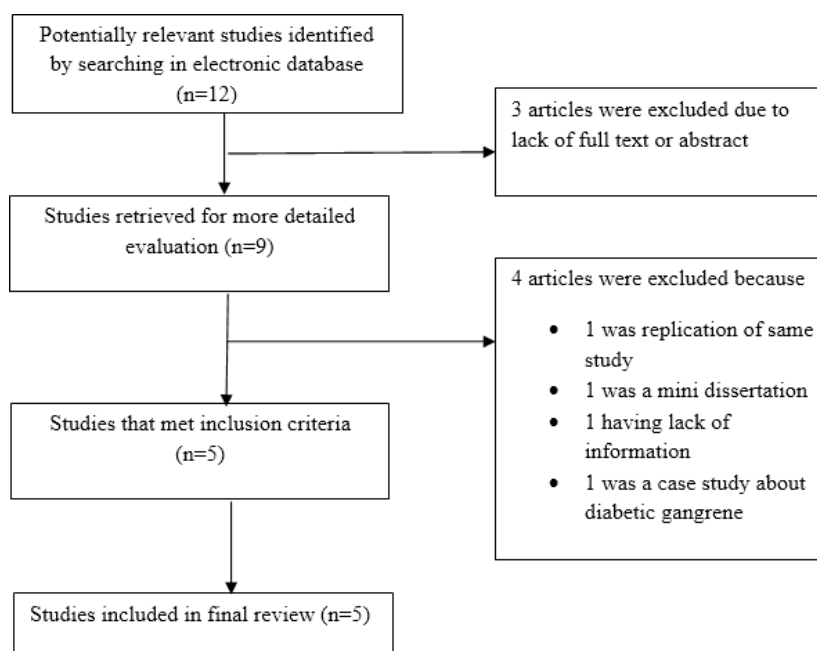 Potentially relevant studies identified
by searching in electronic database
(n=12)
3 articles were excluded due to
lack of full text or abstract
Studies retrieved for more detailed
evaluation (n=9)
4 articles were excluded because
• 1 was replication of same
study
• 1 was a mini dissertation
• 1 having lack of
information
• 1 was a case study about
diabetic gangrene
Studies that met inclusion criteria
(n=5)
Studies included in final review (n=5)